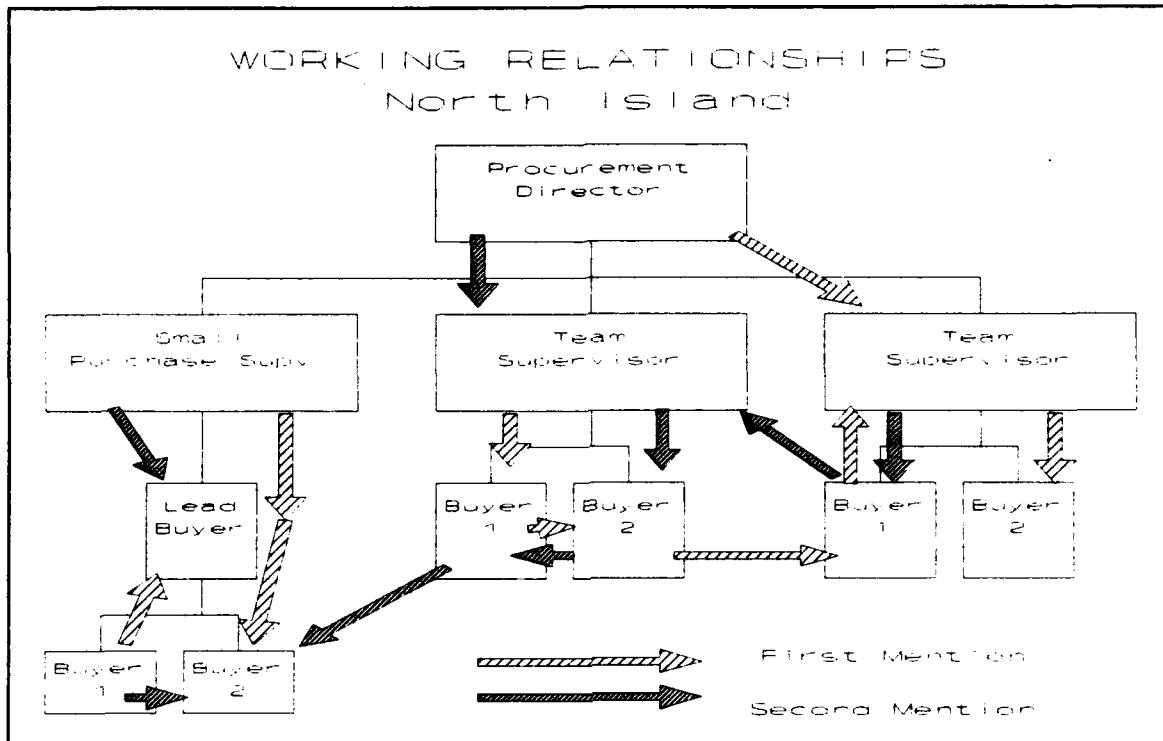 WORKING RELATIONSHIPS
North Island
Procurement
Director
Small
Purchase Supv
Team
Supervisor
Team
Supervisor
Lead
Buyer
Buyer
1
Buyer
2
Buyer
1
Buyer
2
Buyer
1
Buyer
2
First Mention
Second Mention